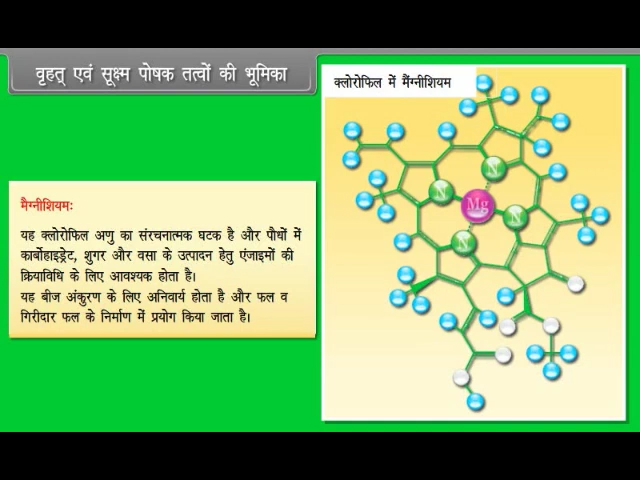 वृहत् एवं सूक्ष्म पोषक तत्वों की भूमिका
क्लोरोफिल में मैंग्नीशियम
मैग्नीशियमः
यह क्लोरोफिल अणु का संरचनात्मक घटक है और पौधों में
कार्बोहाइड्रेट, शुगर और वसा के उत्पादन हेतु एंजाइमों की
क्रियाविधि के लिए आवश्यक होता है।
यह बीज अंकुरण के लिए अनिवार्य होता है और फल व
गिरीदार फल के निर्माण में प्रयोग किया जाता है।
N
N
Mg
N
N